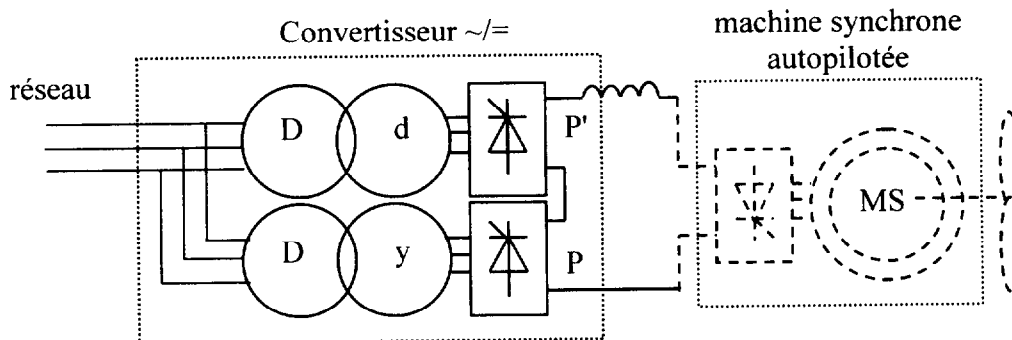 machine synchrone
autopilotée
Convertisseur ~/=
réseau
D
d
P'
MS
D
y
P